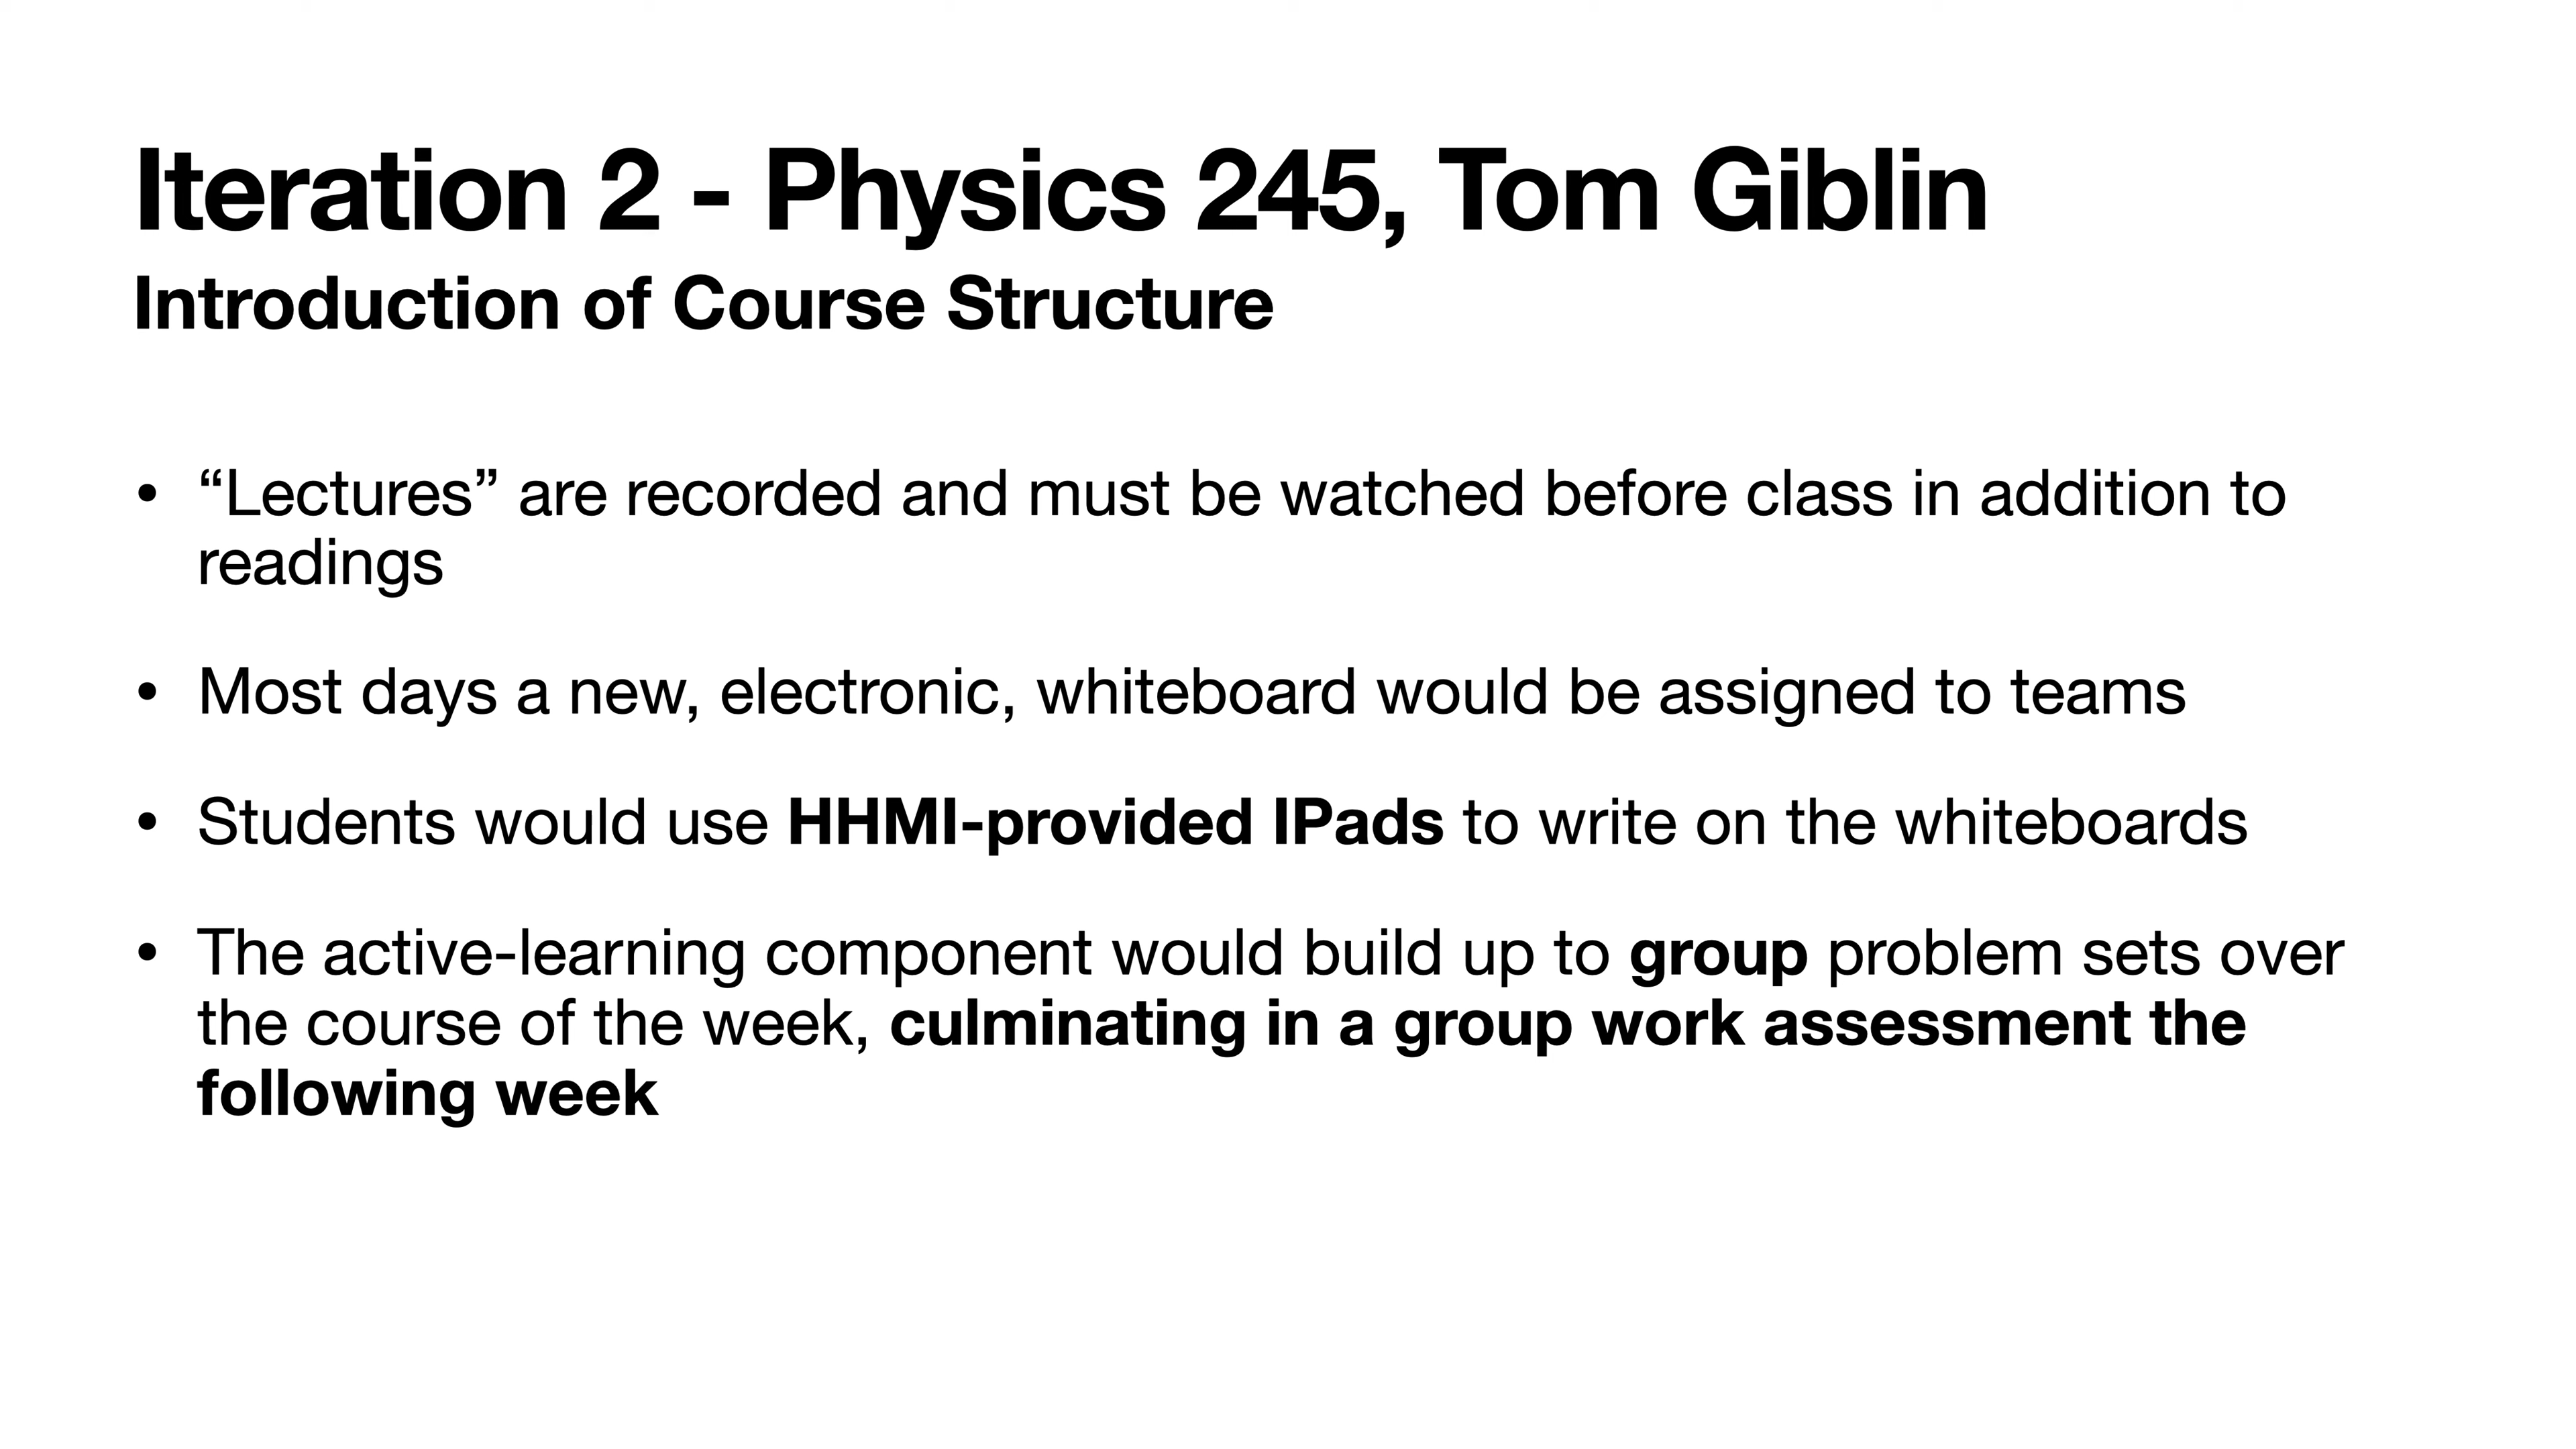 Iteration 2 - Physics 245, Tom Giblin
Introduction of Course Structure
• “Lectures” are recorded and must be watched before class in addition to
readings
• Most days a new, electronic, whiteboard would be assigned to teams
• Students would use HHMI-provided IPads to write on the whiteboards
• The active-learning component would build up to group problem sets over
the course of the week, culminating in a group work assessment the
following week